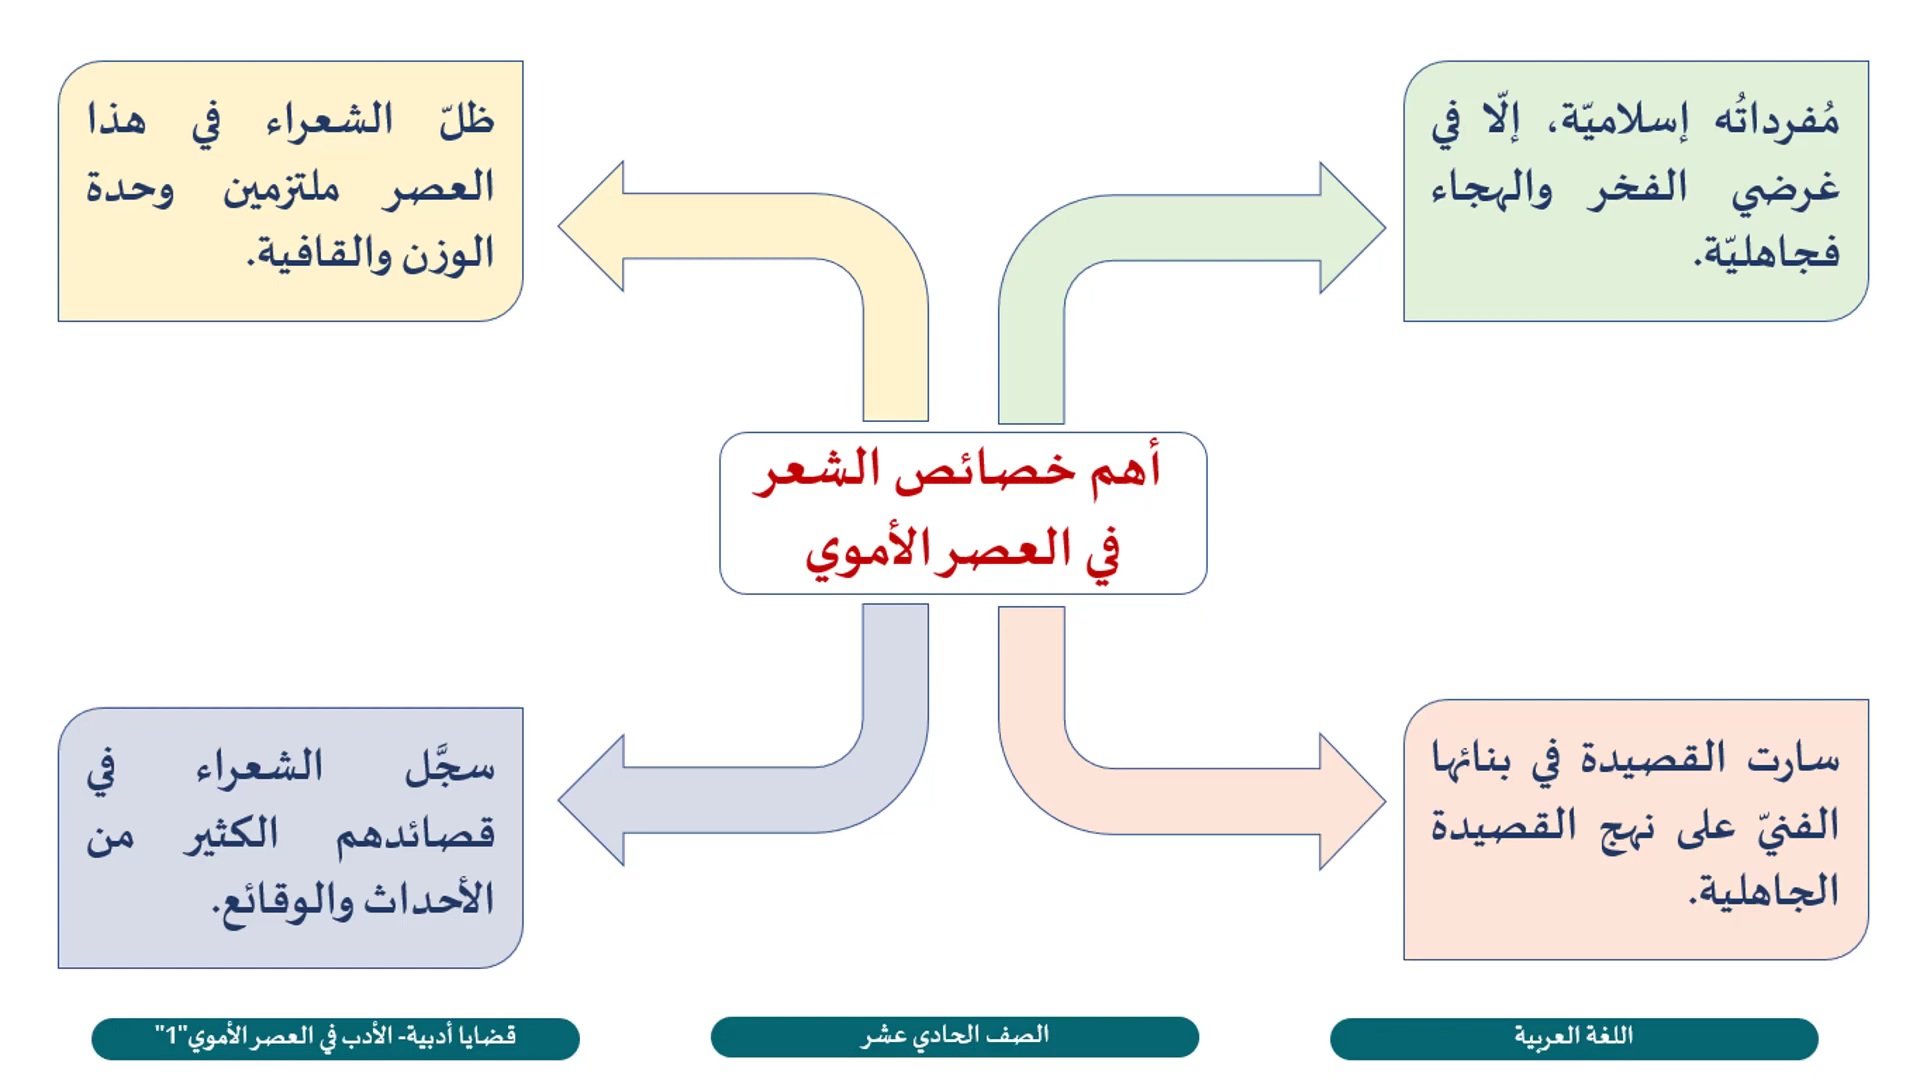 مُفرداتُه إسلاميّة، إلّا في
غرضي الفخر والهجاء
فجاهليّة.
ظلّ الشعراء في هذا
العصر ملتزمين وحدة
الوزن والقافية.
أهم خصائص الشعر
في العصر الأموي
سارت القصيدة في بنائها
الفنيّ على نهج القصيدة
الجاهلية.
سجَّل الشعراء في
قصائدهم الكثير من
الأحداث والوقائع.
اللغة العربية
الصف الحادي عشر
قضايا أدبية- الأدب في العصر الأموي"1"